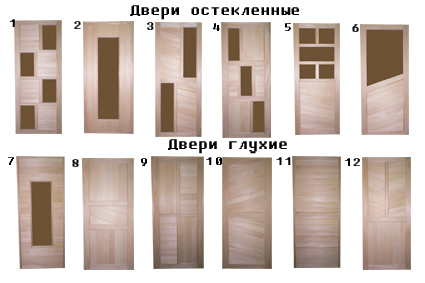 Двери остекленные
1 2 3 4 5 6
Двери глухие
7 8 9 10 11 12